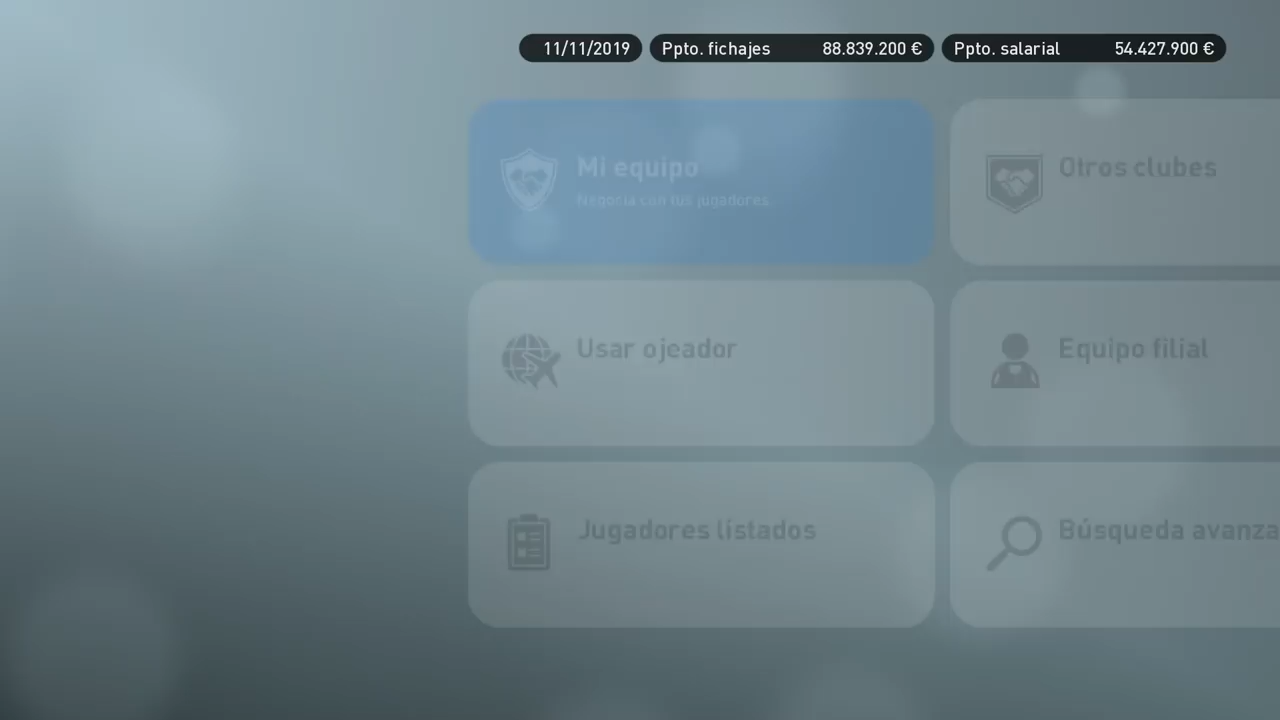 11/11/2019
Ppto. fichajes 88.839.200 €
Ppto. salarial 54.427.900 €
Mi equipo
Negocia con tus jugadores
Otros clubes
Usar ojeador
Equipo filial
Jugadores listados
Búsqueda avanza